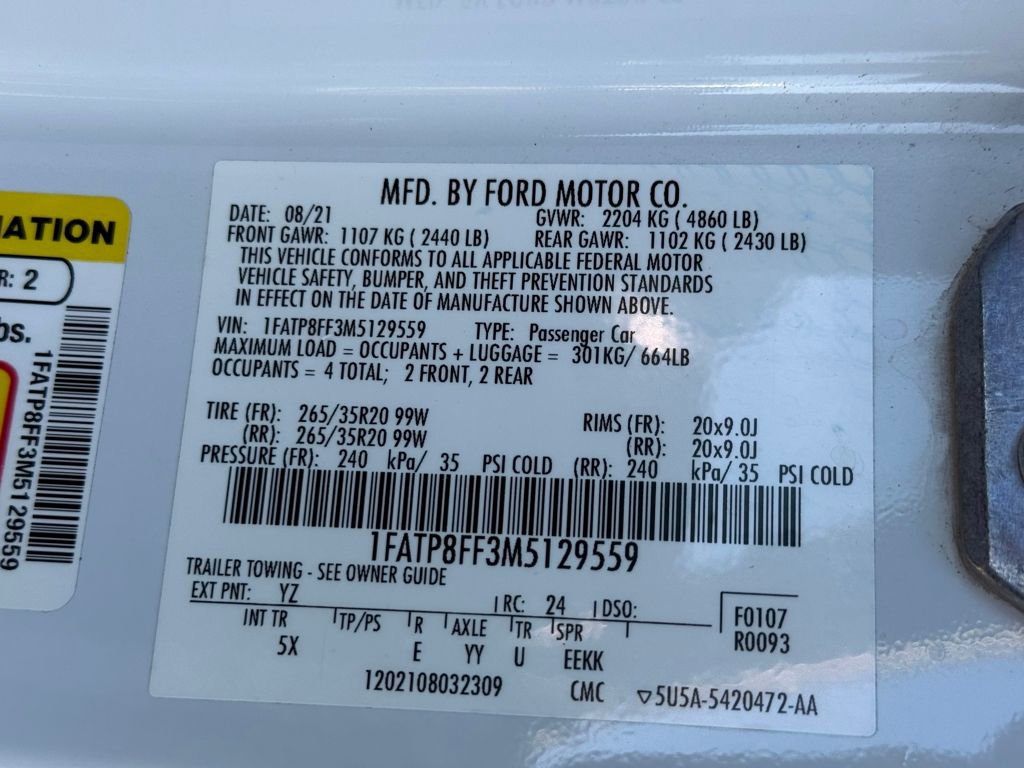 MATION
R: 2
bs.
1FATP8FF3M5129559
MFD. BY FORD MOTOR CO.
DATE: 08/21 GVWR: 2204 KG ( 4860 LB)
FRONT GAWR: 1107 KG ( 2440 LB) REAR GAWR: 1102 KG ( 2430 LB)
THIS VEHICLE CONFORMS TO ALL APPLICABLE FEDERAL MOTOR
VEHICLE SAFETY, BUMPER, AND THEFT PREVENTION STANDARDS
IN EFFECT ON THE DATE OF MANUFACTURE SHOWN ABOVE.
VIN: 1FATP8FF3M5129559 TYPE: Passenger Car
MAXIMUM LOAD = OCCUPANTS + LUGGAGE = 301KG/ 664LB
OCCUPANTS = 4 TOTAL; 2 FRONT, 2 REAR
TIRE (FR): 265/35R20 99W RIMS (FR): 20x9.0J
(RR): 265/35R20 99W (RR): 20x9.0J
PRESSURE (FR): 240 kPa/ 35 PSI COLD (RR): 240 kPa/ 35 PSI COLD
1FATP8FF3M5129559
TRAILER TOWING - SEE OWNER GUIDE
EXT PNT: YZ RC: 24 DSO: F0107
INT TR TP/PS R AXLE TR SPR R0093
5X E YY U EEKK
1202108032309 CMC ▽5U5A-5420472-AA